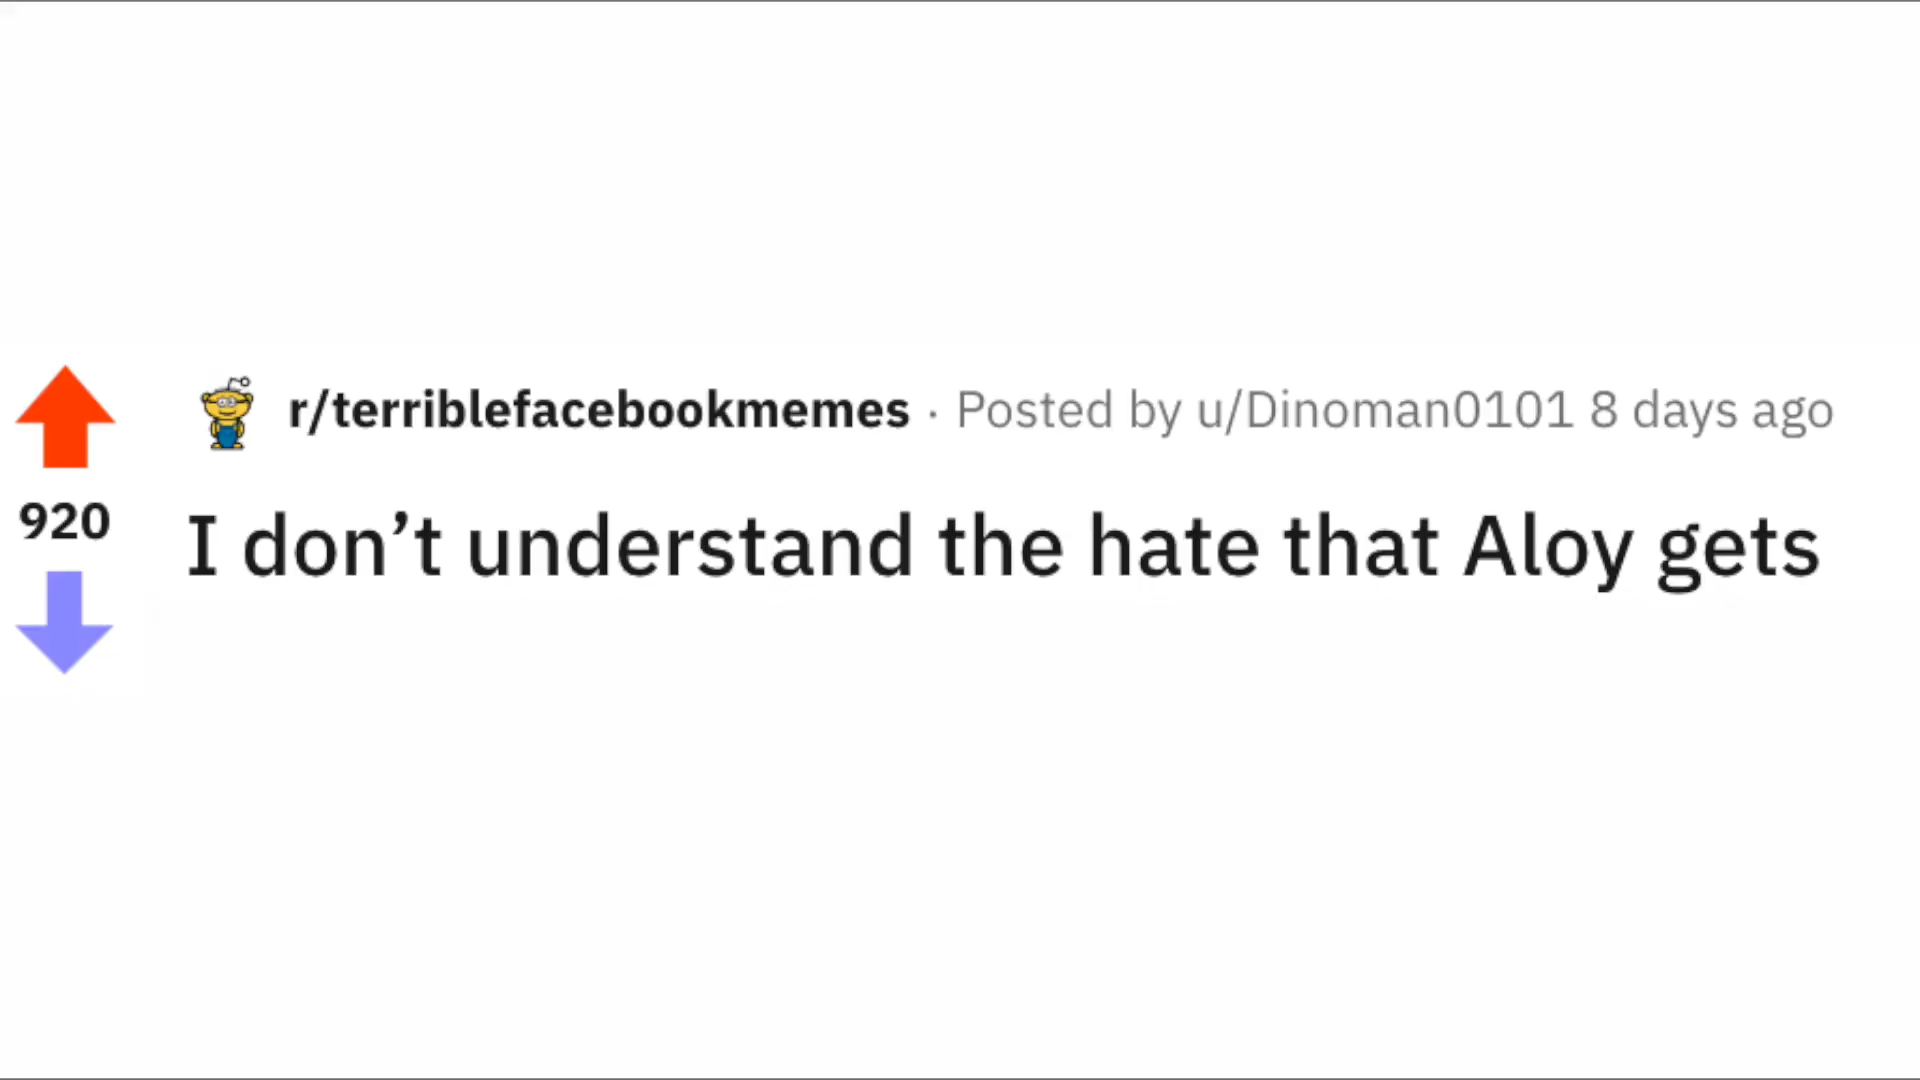 r/terriblefacebookmemes · Posted by u/Dinoman0101 8 days ago
920
I don’t understand the hate that Aloy gets